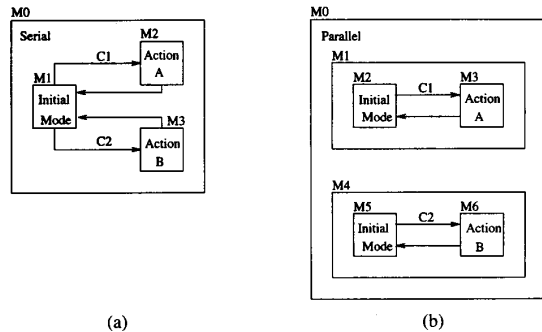 M0
Serial
M1
Initial
Mode
C1
M2
Action
A
M3
Action
B
C2
(a)
M0
Parallel
M1
M2
Initial
Mode
C1
M3
Action
A
M4
M5
Initial
Mode
C2
M6
Action
B
(b)